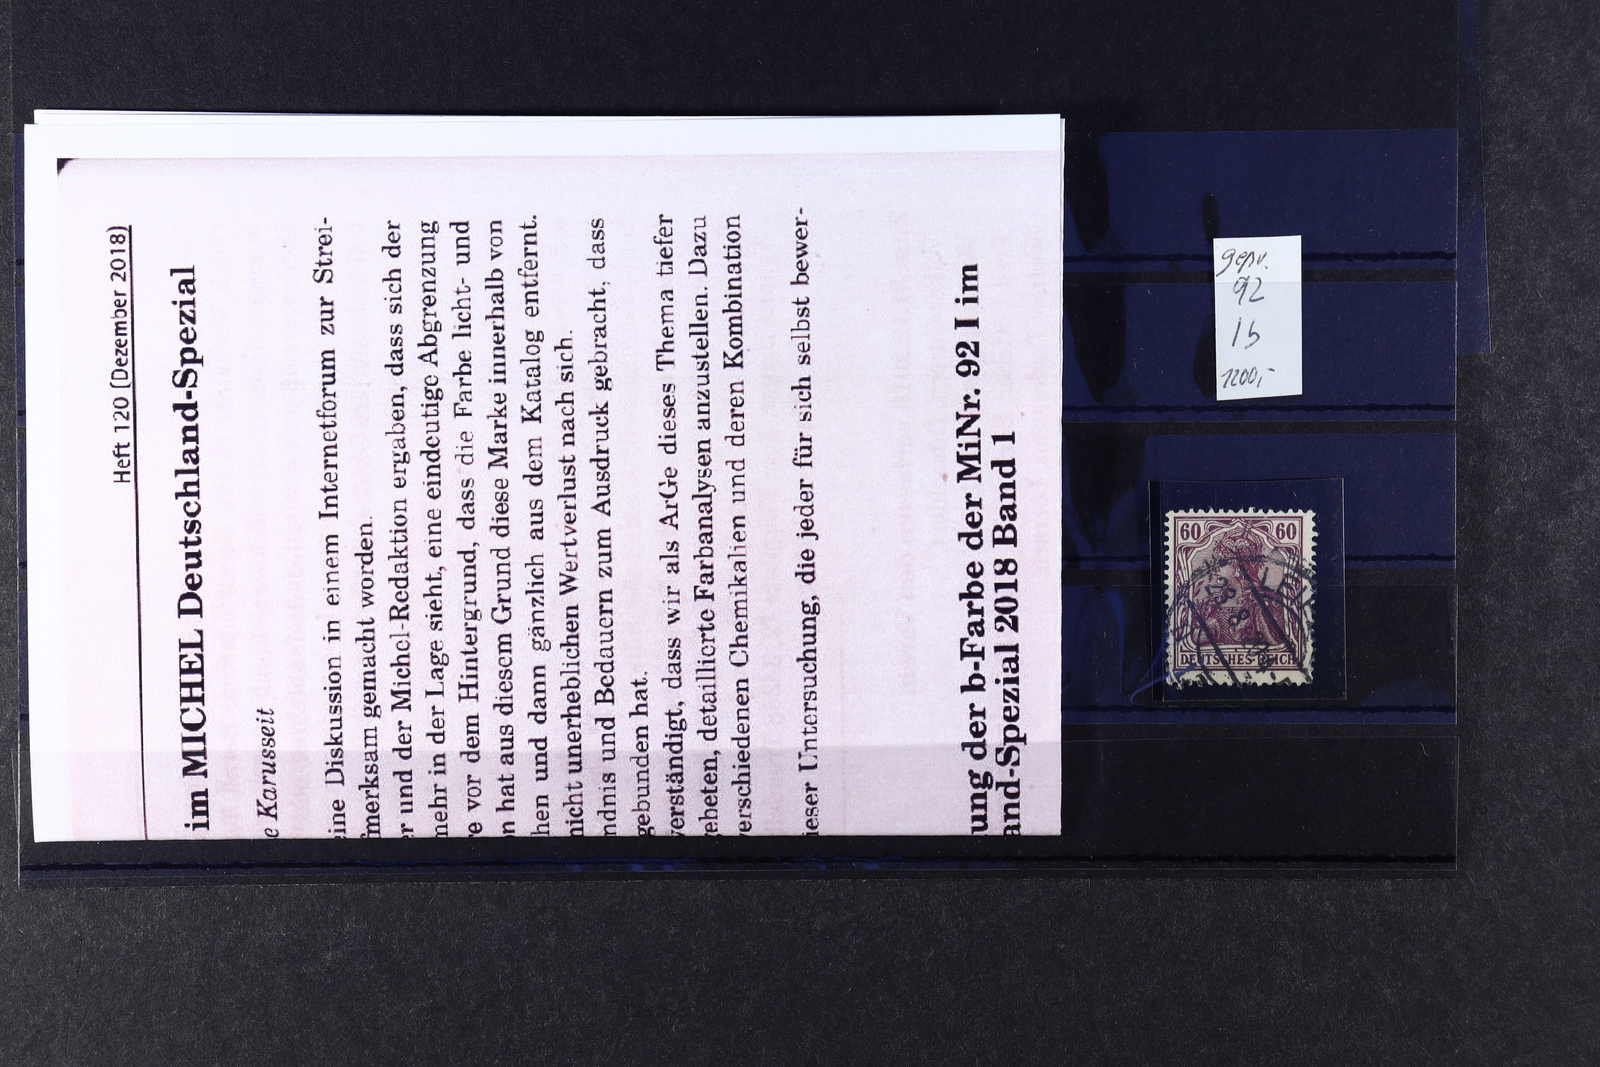 Heft 120 (Dezember 2018)
im MICHEL Deutschland-Spezial
e Karusseit
ine Diskussion in einem Internetforum zur Strei-
fmerksam gemacht worden.
r und der Michel-Redaktion ergaben, dass sich der
mehr in der Lage sieht, eine eindeutige Abgrenzung
e vor dem Hintergrund, dass die Farbe licht- und
n hat aus diesem Grund diese Marke innerhalb von
hen und dann gänzlich aus dem Katalog entfernt.
nicht unerheblichen Wertverlust nach sich.
ndnis und Bedauern zum Ausdruck gebracht, dass
gebunden hat.
verständigt, dass wir als ArGe dieses Thema tiefer
ebeten, detaillierte Farbanalysen anzustellen. Dazu
erschiedenen Chemikalien und deren Kombination
ieser Untersuchung, die jeder für sich selbst bewer-
ung der b-Farbe der MiNr. 92 I im
and-Spezial 2018 Band 1
gepr.
92
Ib
1200,-
60 60
DEUTSCHES REICH